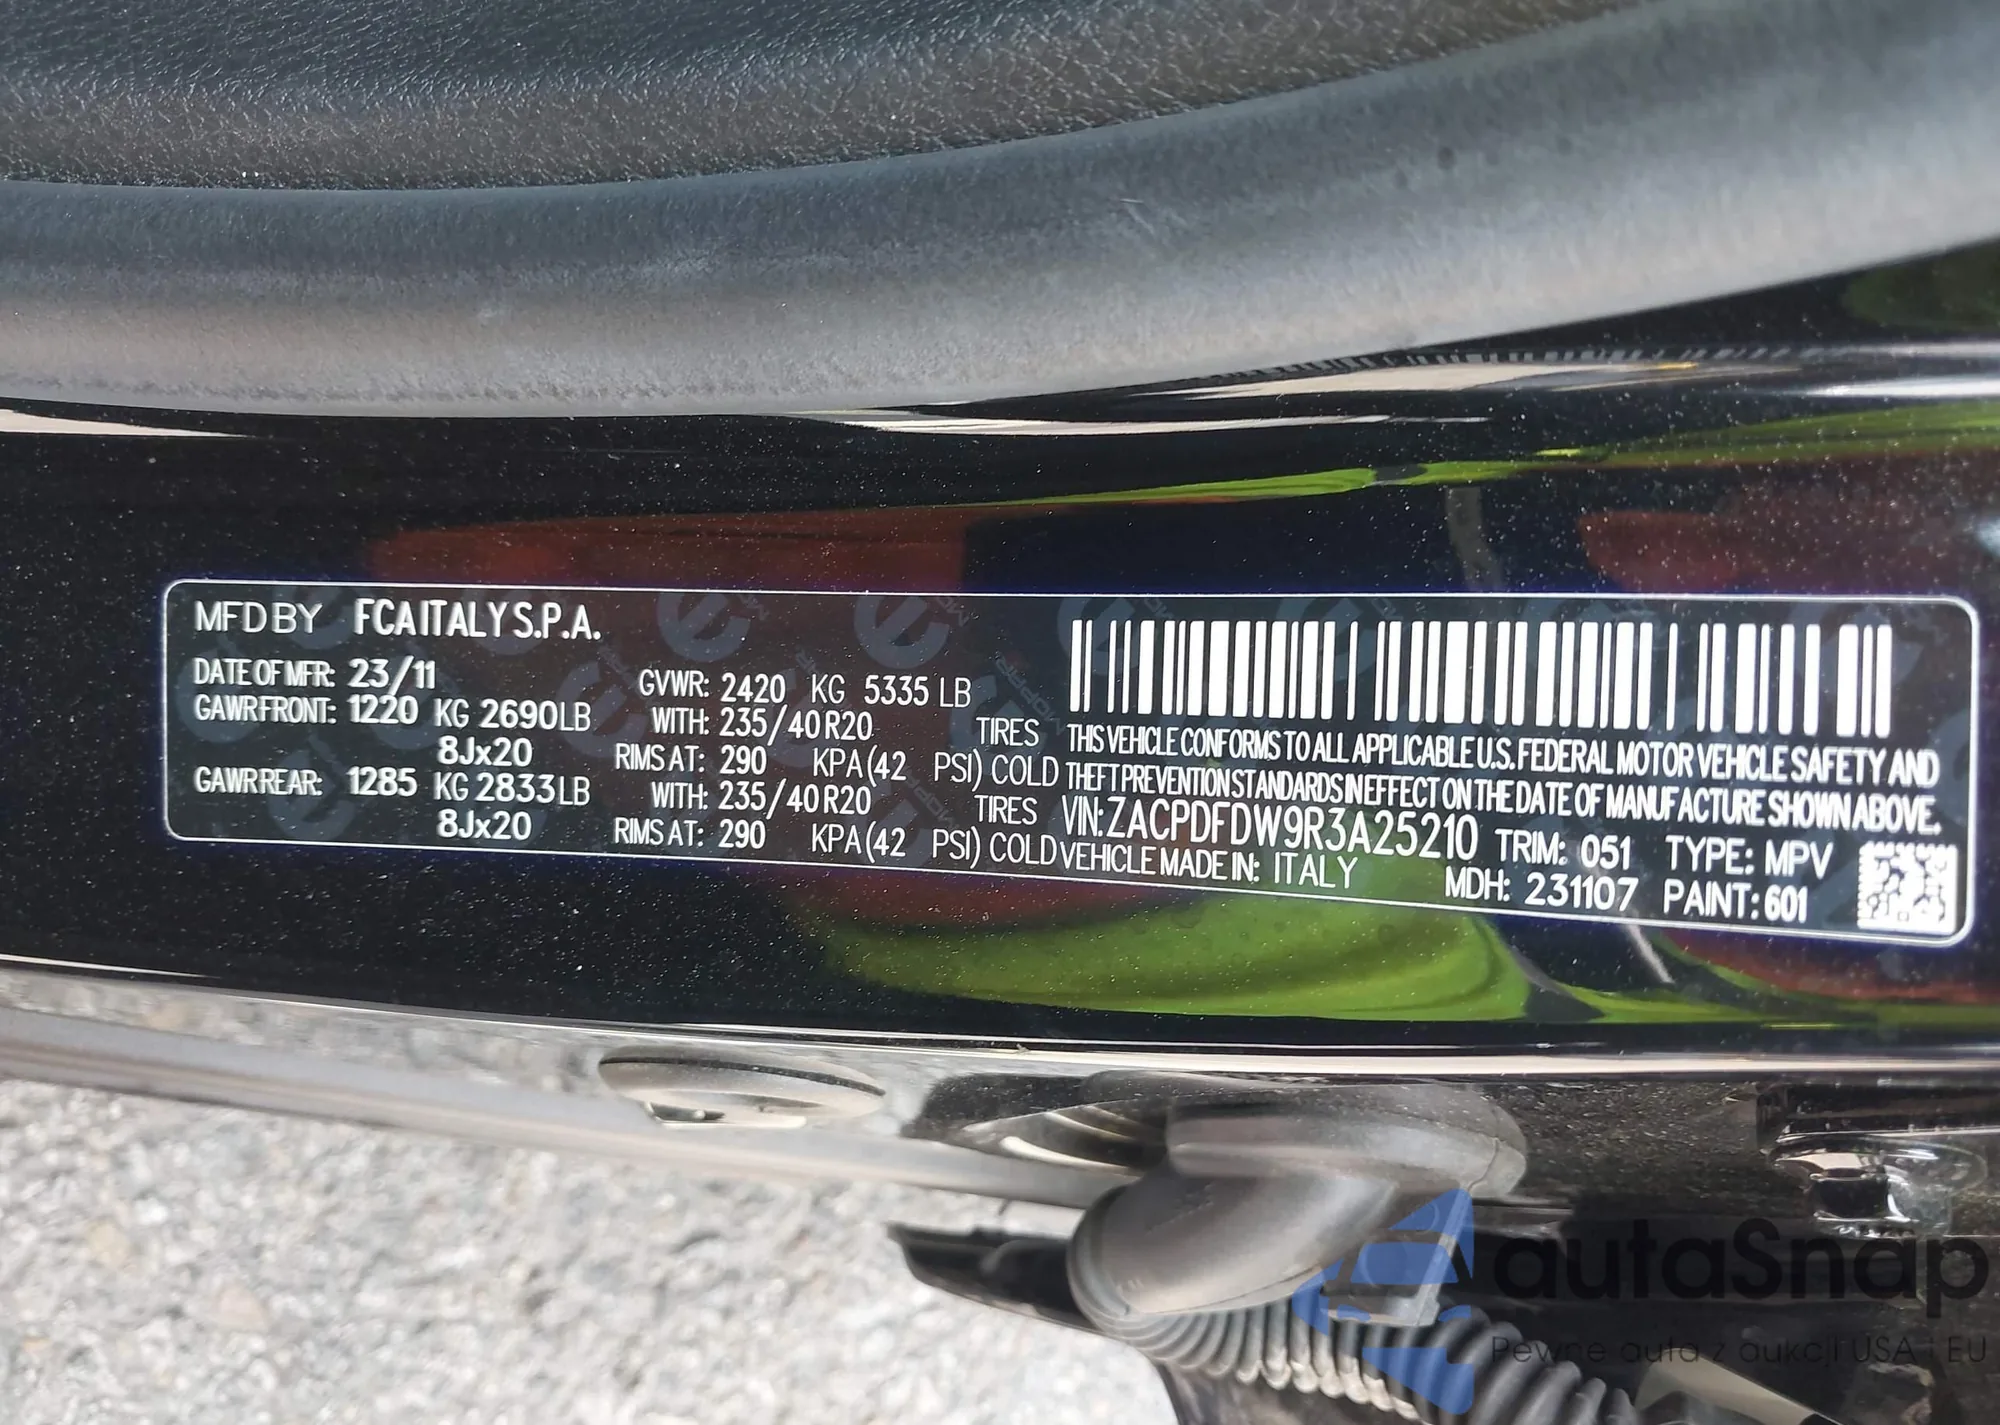 MFD BY FCA ITALY S.P.A.
DATE OF MFR: 23/11 GVWR: 2420 KG 5335 LB
GAWR FRONT: 1220 KG 2690LB WITH: 235/40 R20 TIRES
8Jx20 RIMS AT: 290 KPA (42 PSI) COLD
GAWR REAR: 1285 KG 2833LB WITH: 235/40 R20 TIRES
8Jx20 RIMS AT: 290 KPA (42 PSI) COLD
THIS VEHICLE CONFORMS TO ALL APPLICABLE U.S. FEDERAL MOTOR VEHICLE SAFETY AND
THEFT PREVENTION STANDARDS IN EFFECT ON THE DATE OF MANUFACTURE SHOWN ABOVE.
VIN: ZACPDFDW9R3A25210 TRIM: 051 TYPE: MPV
VEHICLE MADE IN: ITALY MDH: 231107 PAINT: 601
autaSnap
Pewne auta z aukcji USA i EU